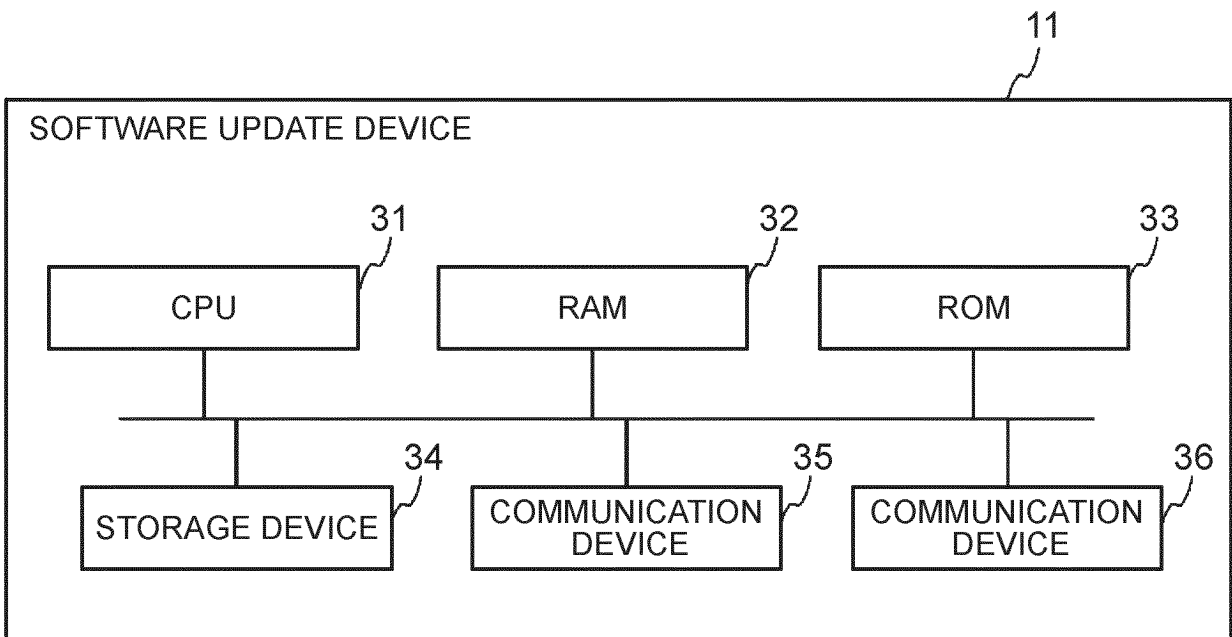 11
SOFTWARE UPDATE DEVICE
31
32
33
CPU
RAM
ROM
34
35
36
STORAGE DEVICE
COMMUNICATION
DEVICE
COMMUNICATION
DEVICE